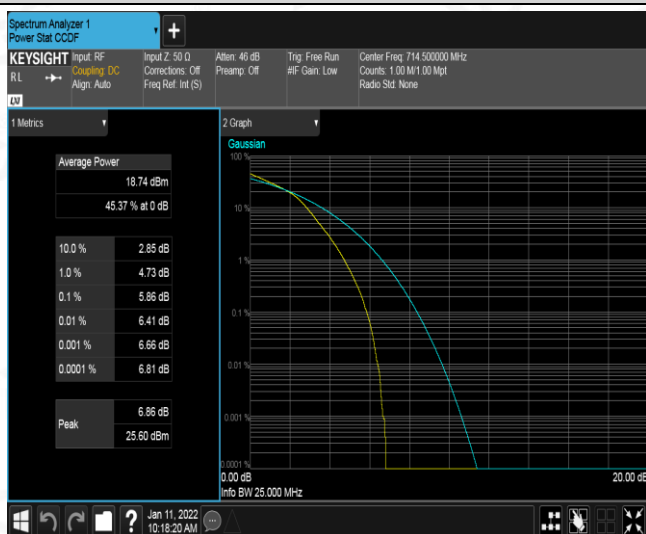 Spectrum Analyzer 1
Power Stat CCDF
+
KEYSIGHT
RL
LXI
Input: RF
Coupling: DC
Align: Auto
Input Z: 50 Ω
Corrections: Off
Freq Ref: Int (S)
Atten: 46 dB
Preamp: Off
Trig: Free Run
#IF Gain: Low
Center Freq: 714.500000 MHz
Counts: 1.00 M/1.00 Mpt
Radio Std: None
1 Metrics
Average Power
18.74 dBm
45.37 % at 0 dB
10.0 % 2.85 dB
1.0 % 4.73 dB
0.1 % 5.86 dB
0.01 % 6.41 dB
0.001 % 6.66 dB
0.0001 % 6.81 dB
Peak 6.86 dB
25.60 dBm
2 Graph
Gaussian
100 %
10 %
1 %
0.1 %
0.01 %
0.001 %
0.0001 %
0.00 dB
20.00 dB
Info BW 25.000 MHz
?
Jan 11, 2022
10:18:20 AM